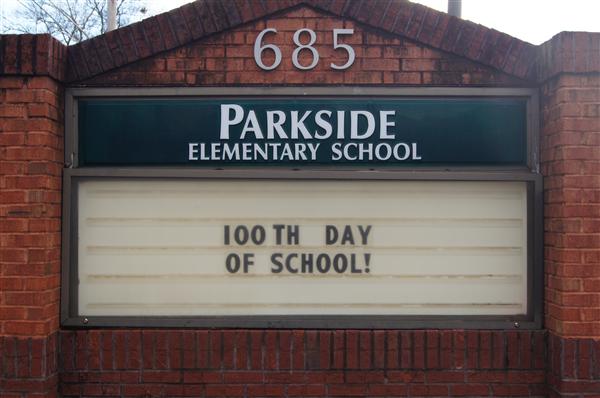 685
PARKSIDE
ELEMENTARY SCHOOL
100TH DAY
OF SCHOOL!